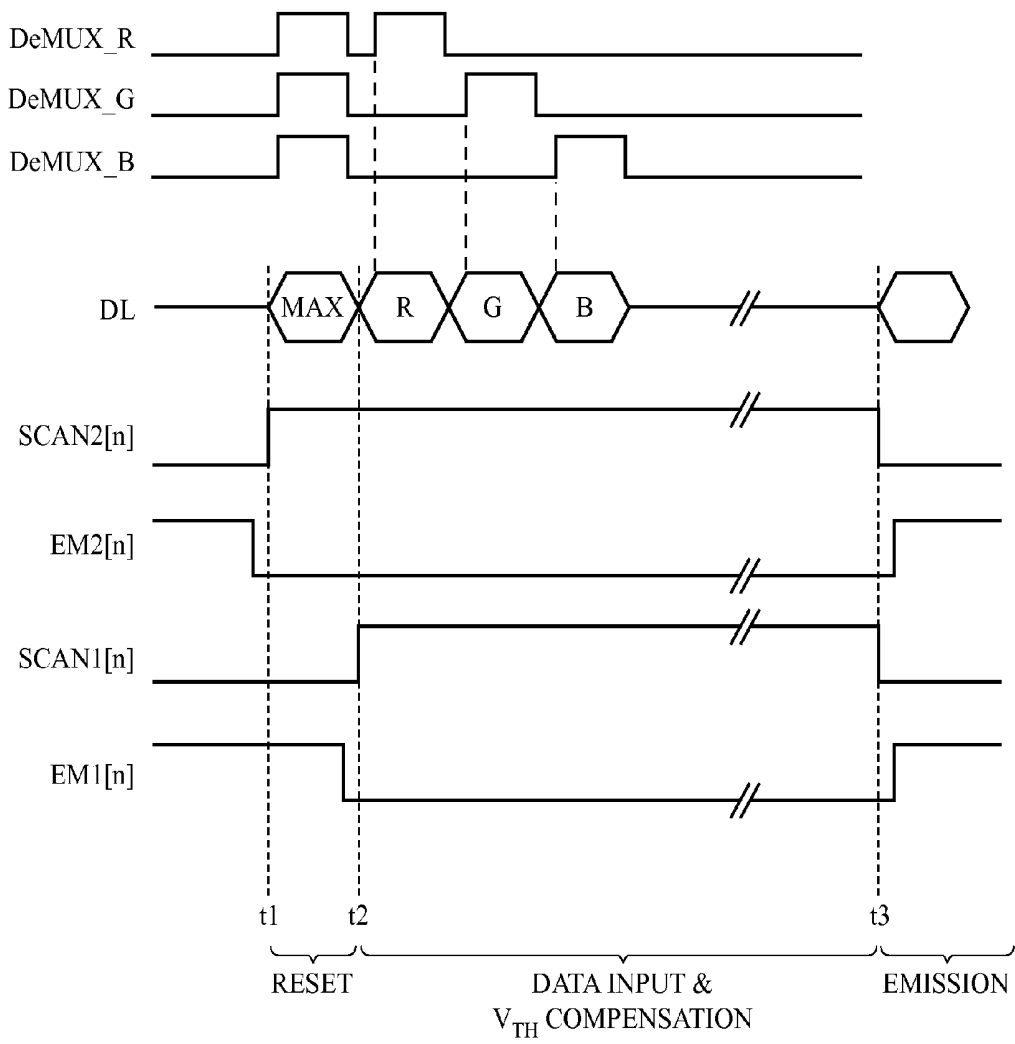 DeMUX_R
DeMUX_G
DeMUX_B
DL
MAX
R
G
B
SCAN2[n]
EM2[n]
SCAN1[n]
EM1[n]
t1
t2
t3
RESET
DATA INPUT &
VTH COMPENSATION
EMISSION